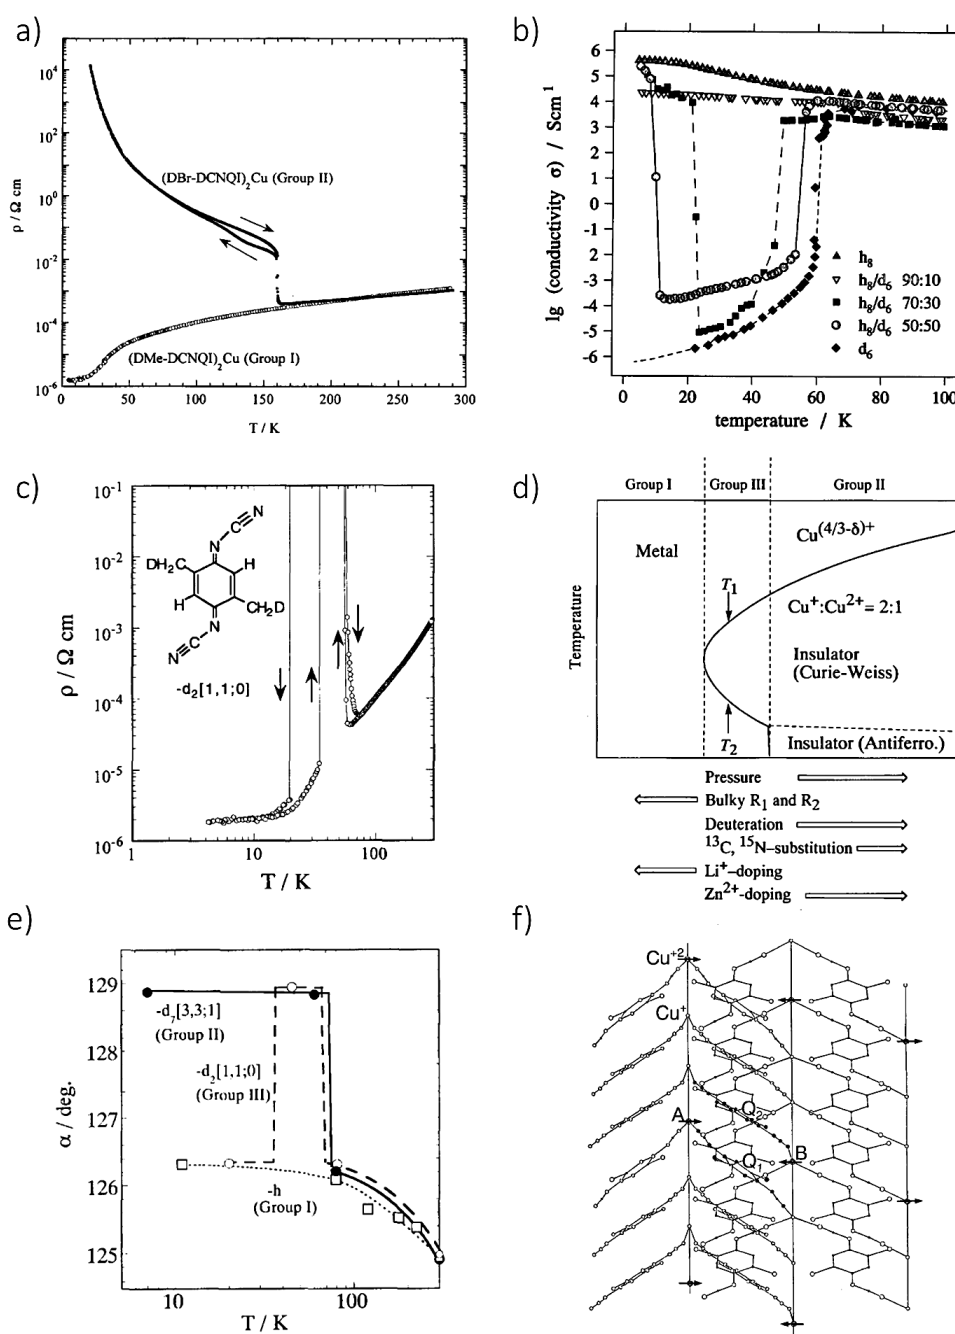 a)
10⁴
10²
10⁰
10⁻²
10⁻⁴
10⁻⁶
ρ / Ω cm
(DBr-DCNQI)₂Cu (Group II)
(DMe-DCNQI)₂Cu (Group I)
0 50 100 150 200 250 300
T / K
b)
6
5
4
3
2
1
0
-1
-2
-3
-4
-5
-6
lg (conductivity σ) / Scm⁻¹
h₈
h₈/d₆ 90:10
h₈/d₆ 70:30
h₈/d₆ 50:50
d₆
0 20 40 60 80 100
temperature / K
c)
10⁻¹
10⁻²
10⁻³
10⁻⁴
10⁻⁵
10⁻⁶
ρ / Ω cm
N
C
N
DH₂C
H
H
CH₂D
N
C
N
-d₂[1,1;0]
1 10 100
T / K
d)
Group I Group III Group II
Temperature
Metal
Cu⁽⁴/³⁻δ⁾⁺
T₁
Cu⁺:Cu²⁺= 2:1
Insulator
(Curie-Weiss)
T₂
Insulator (Antiferro.)
Pressure
Bulky R₁ and R₂
Deuteration
¹³C, ¹⁵N–substitution
Li⁺–doping
Zn²⁺-doping
e)
129
128
127
126
125
α / deg.
-d₇[3,3;1]
(Group II)
-d₂[1,1;0]
(Group III)
-h
(Group I)
10 100
T / K
f)
Cu⁺²
Cu⁺
A
Q₂
Q₁
B